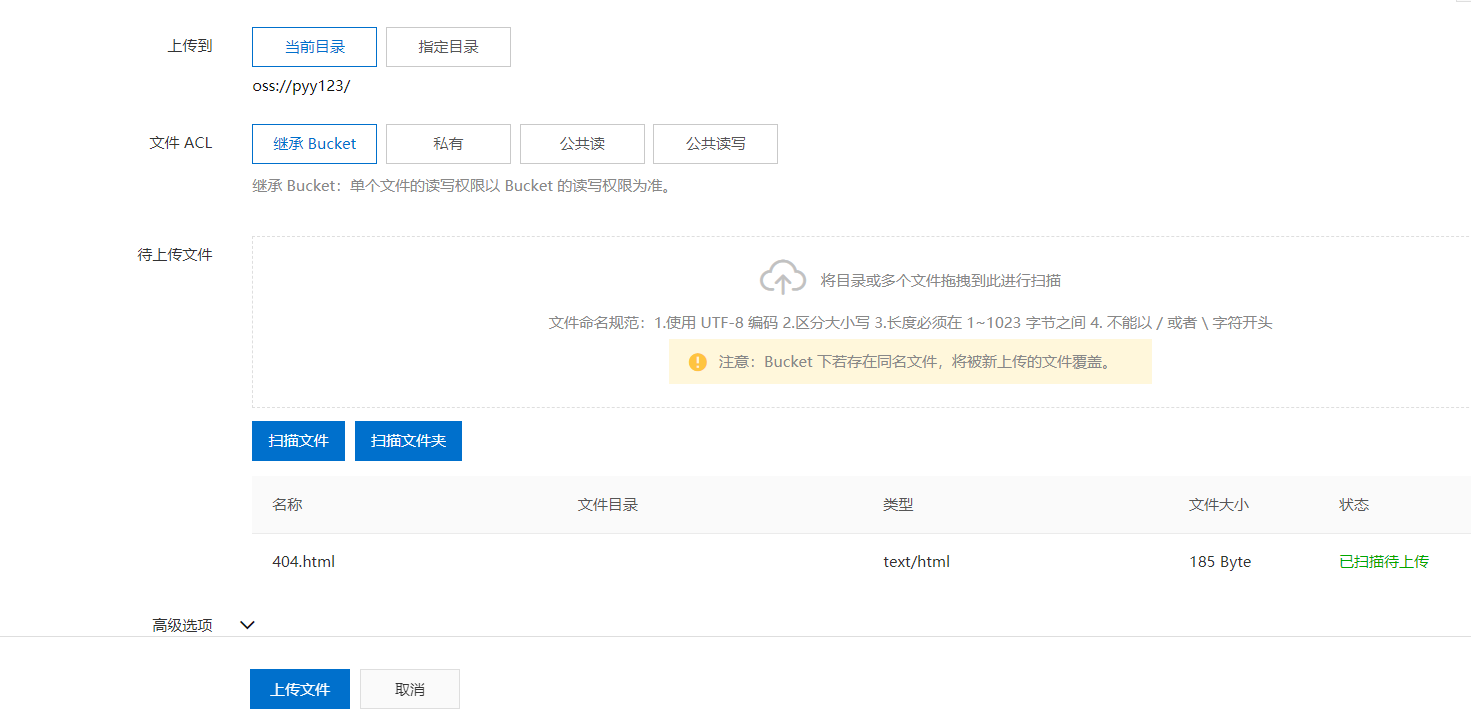 上传到 当前目录 指定目录
oss://pyy123/
文件 ACL 继承 Bucket 私有 公共读 公共读写
继承 Bucket：单个文件的读写权限以 Bucket 的读写权限为准。
待上传文件
将目录或多个文件拖拽到此进行扫描
文件命名规范：1.使用 UTF-8 编码 2.区分大小写 3.长度必须在 1~1023 字节之间 4. 不能以 / 或者 \ 字符开头
注意：Bucket 下若存在同名文件，将被新上传的文件覆盖。
扫描文件 扫描文件夹
名称 文件目录 类型 文件大小 状态
404.html text/html 185 Byte 已扫描待上传
高级选项
上传文件 取消